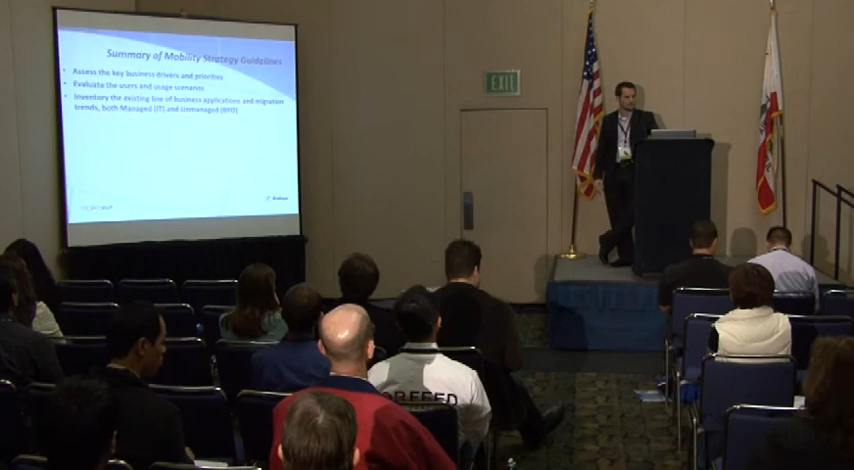 Summary of Mobility Strategy Guidelines
• Assess the key business drivers and priorities
• Evaluate the users and usage scenarios
• Inventory the existing line of business applications and migration
trends, both Managed (IT) and Unmanaged (BYO)
EXIT